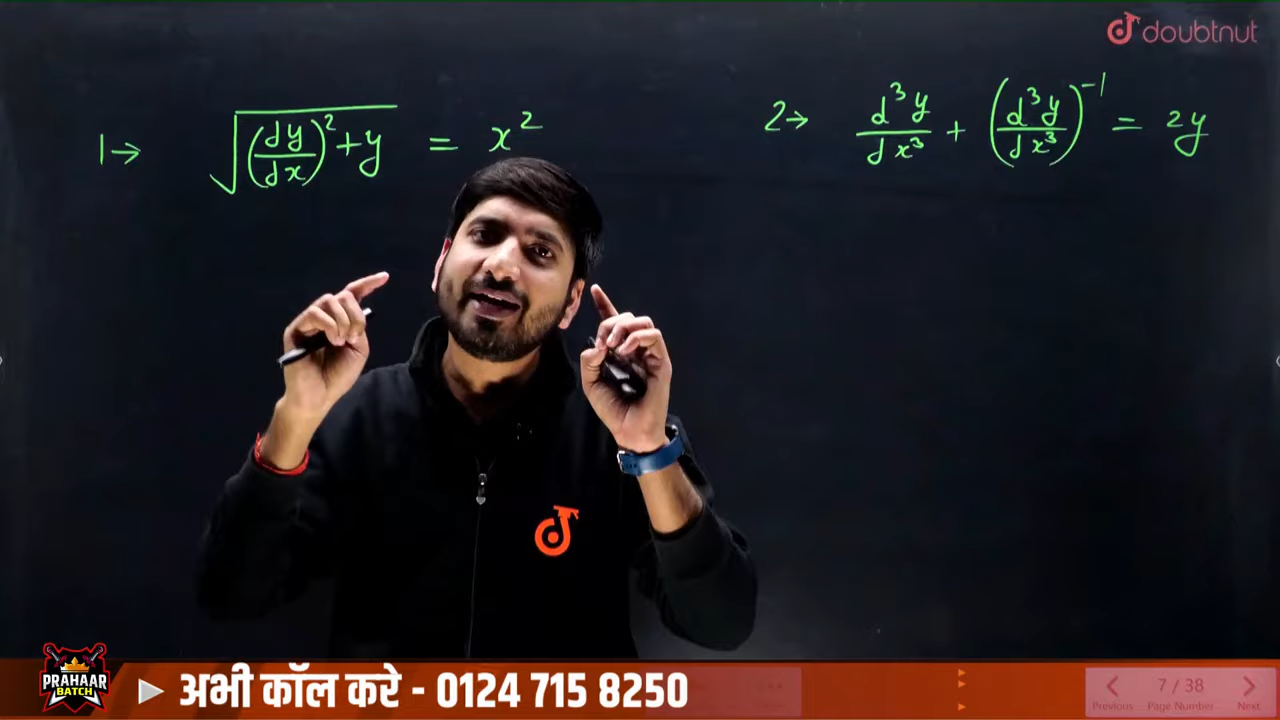 doubtnut
1→ √((dy/dx)² + y) = x²
2→ d³y/dx³ + (d³y/dx³)⁻¹ = 2y
PRAHAAR
BATCH
अभी कॉल करे - 0124 715 8250
7 / 38
Previous Page Number Next